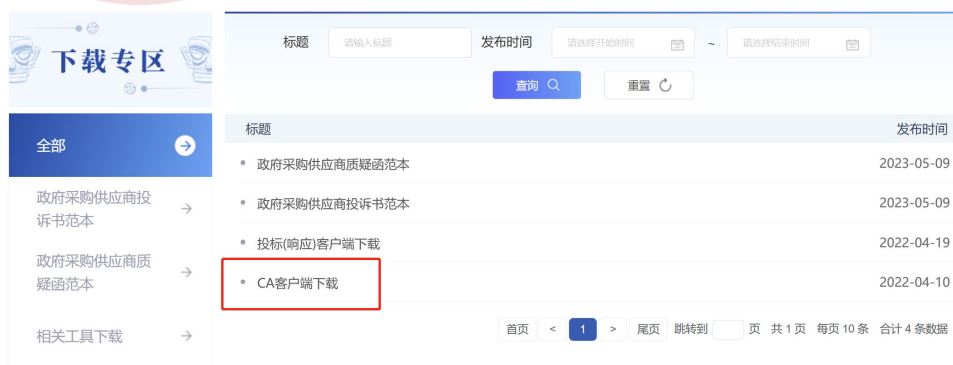 下载专区
标题 请输入标题 发布时间 请选择开始时间 ~ 请选择结束时间
查询 重置
全部
政府采购供应商投
诉书范本
政府采购供应商质
疑函范本
相关工具下载
标题 发布时间
政府采购供应商质疑函范本 2023-05-09
政府采购供应商投诉书范本 2023-05-09
投标(响应)客户端下载 2022-04-19
CA客户端下载 2022-04-10
首页 < 1 > 尾页 跳转到 页 共 1 页 每页 10 条 合计 4 条数据